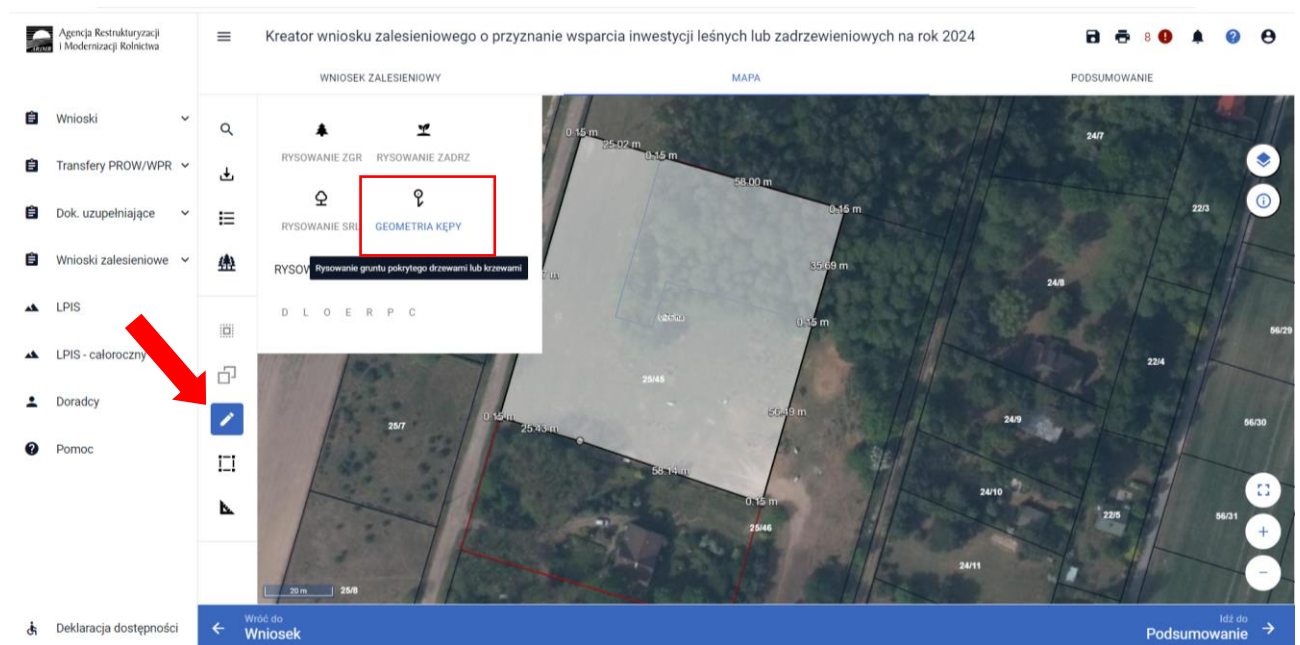 Agencja Restrukturyzacji
i Modernizacji Rolnictwa
ARiMR
Kreator wniosku zalesieniowego o przyznanie wsparcia inwestycji leśnych lub zadrzewieniowych na rok 2024
8
WNIOSEK ZALESIENIOWY
MAPA
PODSUMOWANIE
Wnioski
Transfery PROW/WPR
Dok. uzupełniające
Wnioski zalesieniowe
LPIS
LPIS - całoroczny
Doradcy
Pomoc
Deklaracja dostępności
RYSOWANIE ZGR
RYSOWANIE ZADRZ
RYSOWANIE SRL
GEOMETRIA KĘPY
RYSOW
Rysowanie gruntu pokrytego drzewami lub krzewami
D L O E R P C
0.15 m
25.02 m
0.15 m
58.00 m
0.15 m
35.69 m
0.15 m
56.49 m
0.15 m
25.43 m
58.14 m
0.15 m
7 m
24/7
22/3
24/8
56/29
22/4
25/45
25/7
24/9
56/30
24/10
22/5
56/31
25/46
24/11
20 m
25/8
Wróć do
Wniosek
Idź do
Podsumowanie